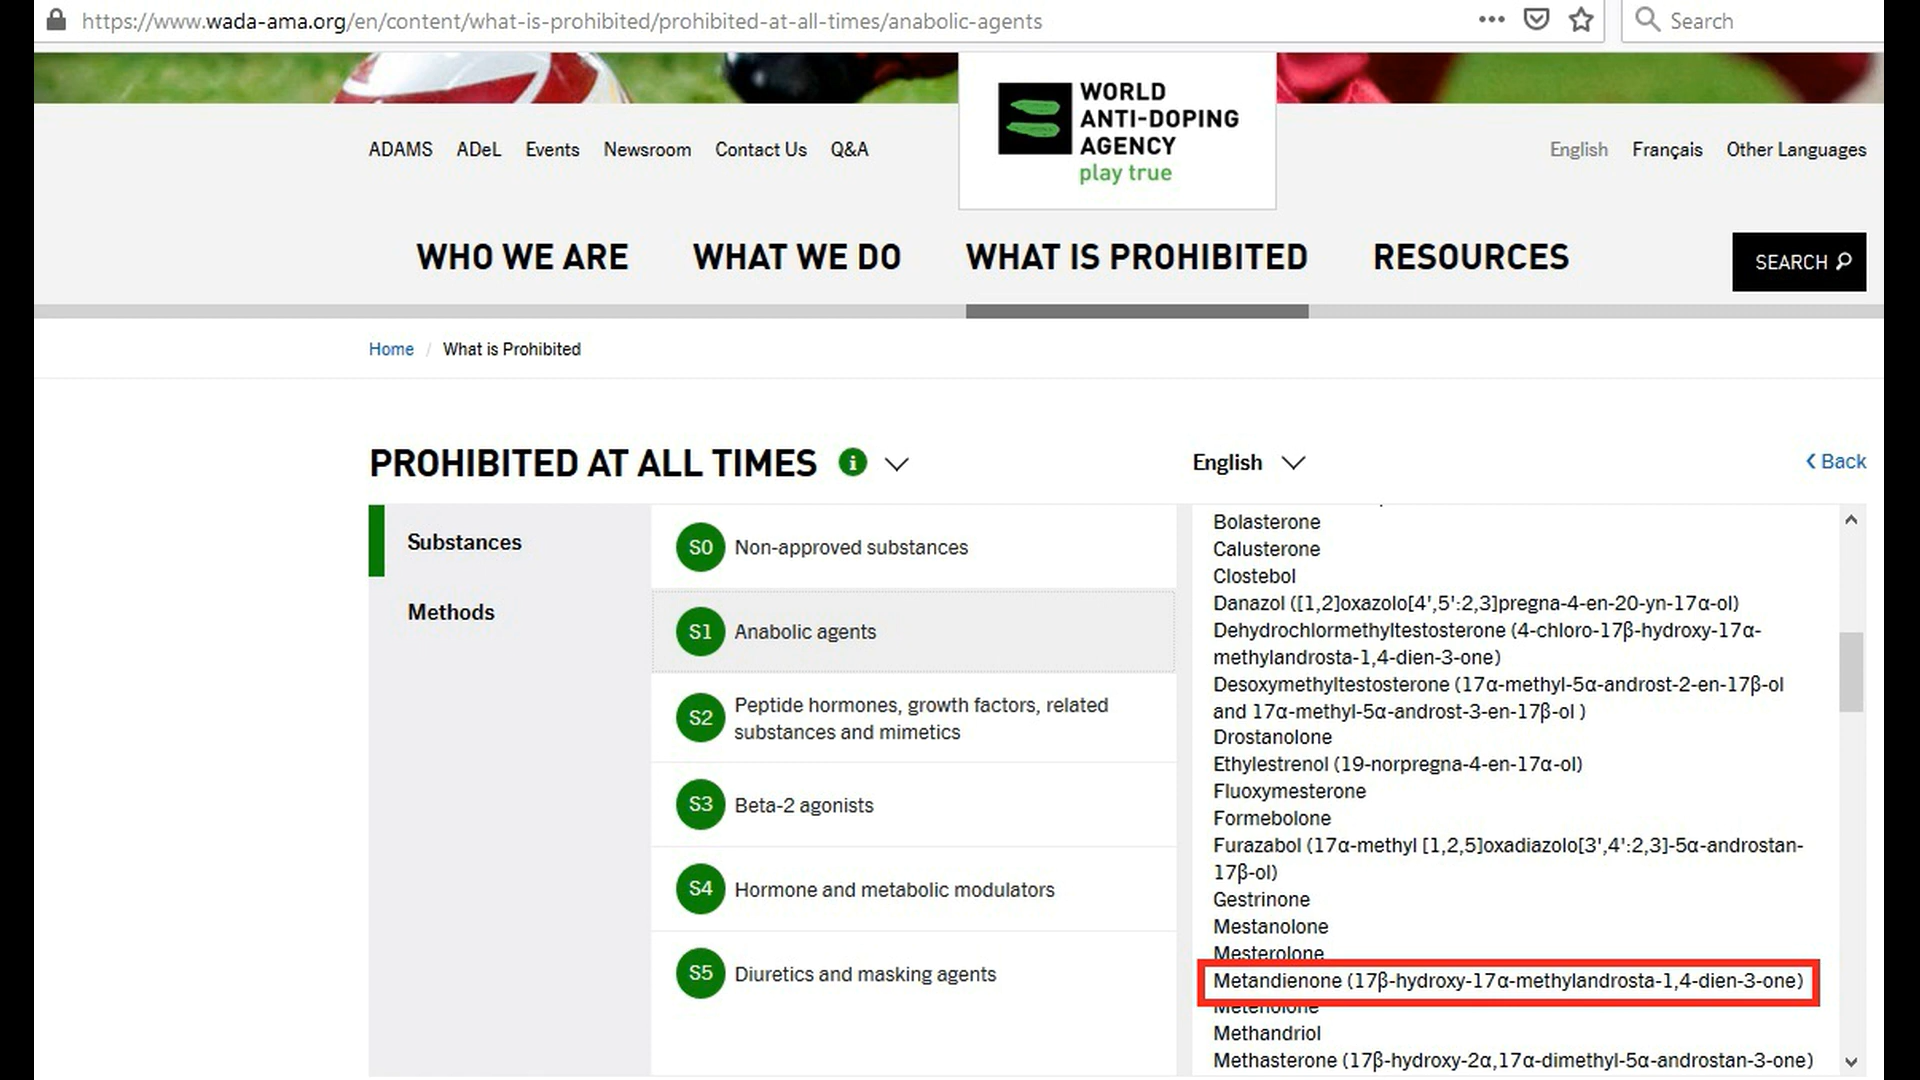 https://www.wada-ama.org/en/content/what-is-prohibited/prohibited-at-all-times/anabolic-agents
Search
WORLD
ANTI-DOPING
AGENCY
play true
ADAMS ADeL Events Newsroom Contact Us Q&A
English Français Other Languages
WHO WE ARE WHAT WE DO WHAT IS PROHIBITED RESOURCES
SEARCH
Home / What is Prohibited
PROHIBITED AT ALL TIMES i
English
Back
Substances
Methods
S0 Non-approved substances
S1 Anabolic agents
S2 Peptide hormones, growth factors, related
substances and mimetics
S3 Beta-2 agonists
S4 Hormone and metabolic modulators
S5 Diuretics and masking agents
Bolasterone
Calusterone
Clostebol
Danazol ([1,2]oxazolo[4',5':2,3]pregna-4-en-20-yn-17α-ol)
Dehydrochlormethyltestosterone (4-chloro-17β-hydroxy-17α-
methylandrosta-1,4-dien-3-one)
Desoxymethyltestosterone (17α-methyl-5α-androst-2-en-17β-ol
and 17α-methyl-5α-androst-3-en-17β-ol )
Drostanolone
Ethylestrenol (19-norpregna-4-en-17α-ol)
Fluoxymesterone
Formebolone
Furazabol (17α-methyl [1,2,5]oxadiazolo[3',4':2,3]-5α-androstan-
17β-ol)
Gestrinone
Mestanolone
Mesterolone
Metandienone (17β-hydroxy-17α-methylandrosta-1,4-dien-3-one)
Metenolone
Methandriol
Methasterone (17β-hydroxy-2α,17α-dimethyl-5α-androstan-3-one)